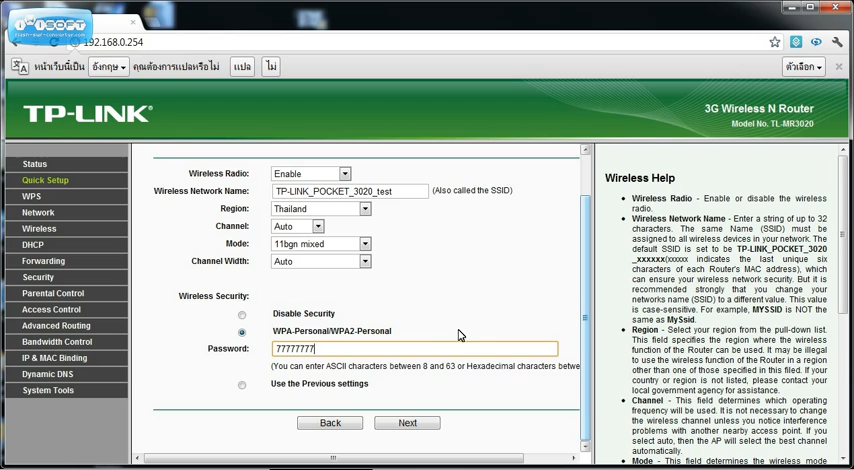 iWiSOFT
flash-swf-converter.com
192.168.0.254
หน้าเว็บนี้เป็น อังกฤษ คุณต้องการแปลหรือไม่ แปล ไม่ ตัวเลือก
TP-LINK®
3G Wireless N Router
Model No. TL-MR3020
Status
Quick Setup
WPS
Network
Wireless
DHCP
Forwarding
Security
Parental Control
Access Control
Advanced Routing
Bandwidth Control
IP & MAC Binding
Dynamic DNS
System Tools
Wireless Radio: Enable
Wireless Network Name: TP-LINK_POCKET_3020_test (Also called the SSID)
Region: Thailand
Channel: Auto
Mode: 11bgn mixed
Channel Width: Auto
Wireless Security:
Disable Security
WPA-Personal/WPA2-Personal
Password: 77777777
(You can enter ASCII characters between 8 and 63 or Hexadecimal characters betwe
Use the Previous settings
Back Next
Wireless Help
• Wireless Radio - Enable or disable the wireless
radio.
• Wireless Network Name - Enter a string of up to 32
characters. The same Name (SSID) must be
assigned to all wireless devices in your network. The
default SSID is set to be TP-LINK_POCKET_3020
_xxxxxx(xxxxxx indicates the last unique six
characters of each Router's MAC address), which
can ensure your wireless network security. But it is
recommended strongly that you change your
networks name (SSID) to a different value. This value
is case-sensitive. For example, MYSSID is NOT the
same as MySsid.
• Region - Select your region from the pull-down list.
This field specifies the region where the wireless
function of the Router can be used. It may be illegal
to use the wireless function of the Router in a region
other than one of those specified in this filed. If your
country or region is not listed, please contact your
local government agency for assistance.
• Channel - This field determines which operating
frequency will be used. It is not necessary to change
the wireless channel unless you notice interference
problems with another nearby access point. If you
select auto, then the AP will select the best channel
automatically.
• Mode - This field determines the wireless mode